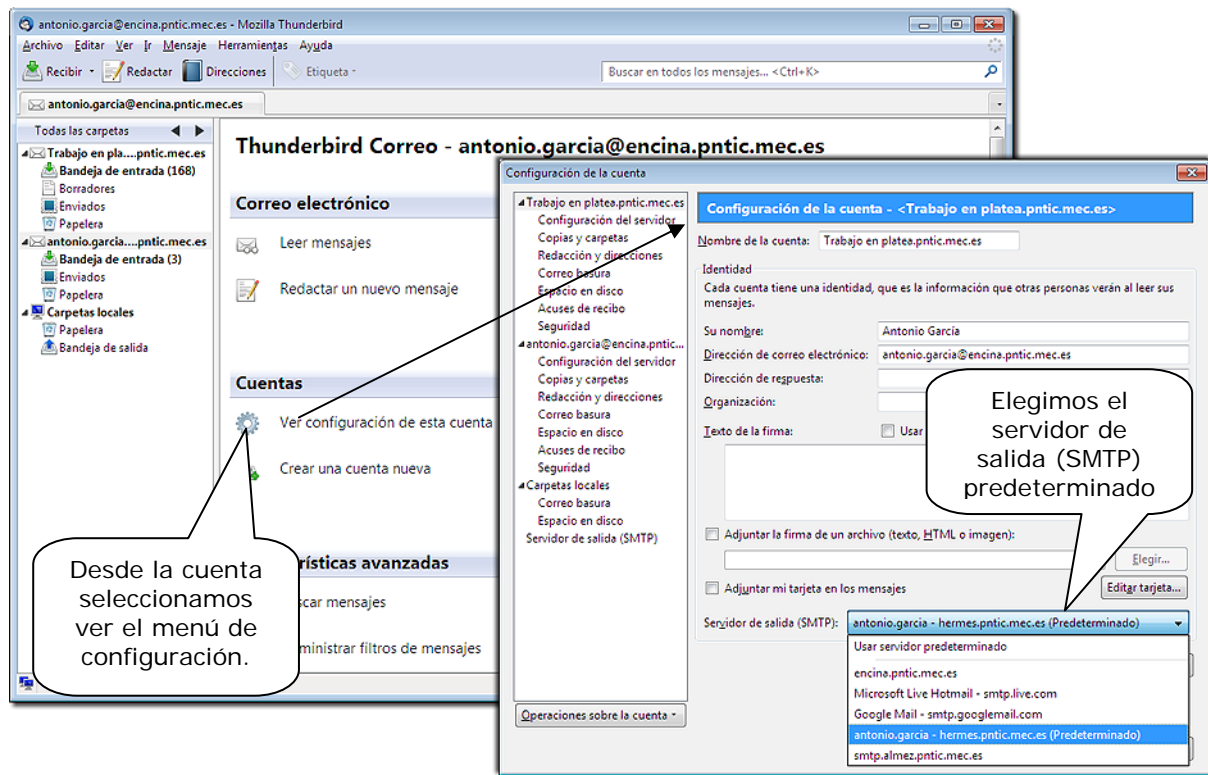 antonio.garcia@encina.pntic.mec.es - Mozilla Thunderbird
Archivo Editar Ver Ir Mensaje Herramientas Ayuda
Recibir Redactar Direcciones Etiqueta
Buscar en todos los mensajes... <Ctrl+K>
antonio.garcia@encina.pntic.mec.es
Todas las carpetas
Trabajo en pla....pntic.mec.es
Bandeja de entrada (168)
Borradores
Enviados
Papelera
antonio.garcia....pntic.mec.es
Bandeja de entrada (3)
Enviados
Papelera
Carpetas locales
Papelera
Bandeja de salida
Thunderbird Correo - antonio.garcia@encina.pntic.mec.es
Correo electrónico
Leer mensajes
Redactar un nuevo mensaje
Cuentas
Ver configuración de esta cuenta
Crear una cuenta nueva
rísticas avanzadas
scar mensajes
ministrar filtros de mensajes
Desde la cuenta
seleccionamos
ver el menú de
configuración.
Configuración de la cuenta
Trabajo en platea.pntic.mec.es
Configuración del servidor
Copias y carpetas
Redacción y direcciones
Correo basura
Espacio en disco
Acuses de recibo
Seguridad
antonio.garcia@encina.pntic...
Configuración del servidor
Copias y carpetas
Redacción y direcciones
Correo basura
Espacio en disco
Acuses de recibo
Seguridad
Carpetas locales
Correo basura
Espacio en disco
Servidor de salida (SMTP)
Operaciones sobre la cuenta
Configuración de la cuenta - <Trabajo en platea.pntic.mec.es>
Nombre de la cuenta: Trabajo en platea.pntic.mec.es
Identidad
Cada cuenta tiene una identidad, que es la información que otras personas verán al leer sus
mensajes.
Su nombre: Antonio García
Dirección de correo electrónico: antonio.garcia@encina.pntic.mec.es
Dirección de respuesta:
Organización:
Texto de la firma: Usar
Elegimos el
servidor de
salida (SMTP)
predeterminado
Adjuntar la firma de un archivo (texto, HTML o imagen):
Elegir...
Adjuntar mi tarjeta en los mensajes
Editar tarjeta...
Servidor de salida (SMTP): antonio.garcia - hermes.pntic.mec.es (Predeterminado)
Usar servidor predeterminado
encina.pntic.mec.es
Microsoft Live Hotmail - smtp.live.com
Google Mail - smtp.googlemail.com
antonio.garcia - hermes.pntic.mec.es (Predeterminado)
smtp.almez.pntic.mec.es